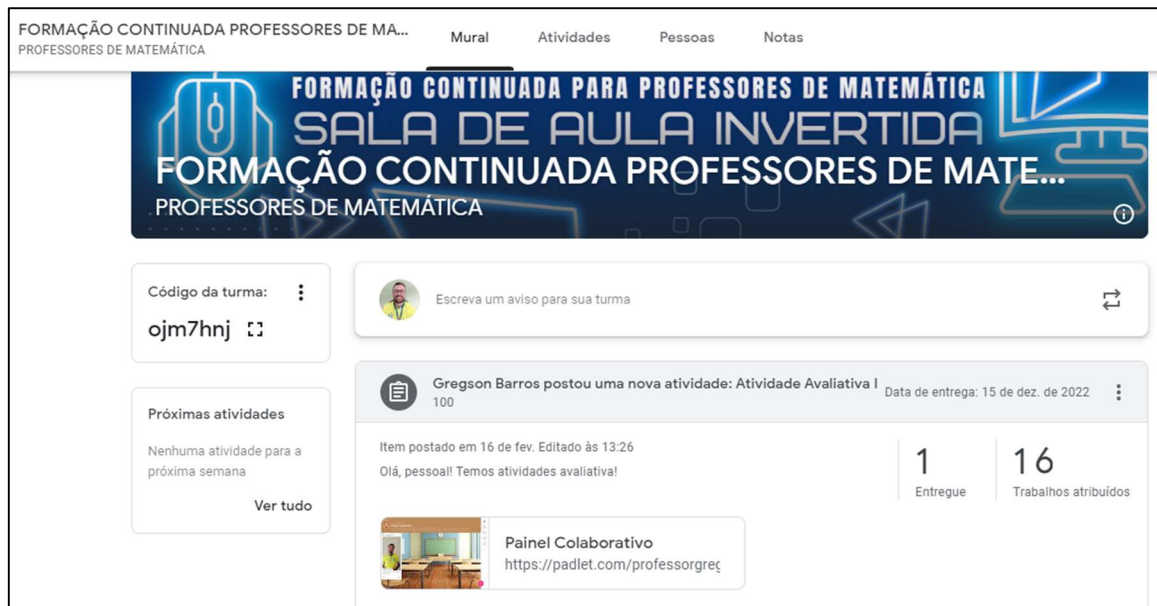 FORMAÇÃO CONTINUADA PROFESSORES DE MA...
PROFESSORES DE MATEMÁTICA
Mural
Atividades
Pessoas
Notas
FORMAÇÃO CONTINUADA PARA PROFESSORES DE MATEMÁTICA
SALA DE AULA INVERTIDA
FORMAÇÃO CONTINUADA PROFESSORES DE MATE...
PROFESSORES DE MATEMÁTICA
Código da turma:
ojm7hnj
Próximas atividades
Nenhuma atividade para a
próxima semana
Ver tudo
Escreva um aviso para sua turma
Gregson Barros postou uma nova atividade: Atividade Avaliativa I
100
Data de entrega: 15 de dez. de 2022
Item postado em 16 de fev. Editado às 13:26
Olá, pessoal! Temos atividades avaliativa!
1
Entregue
16
Trabalhos atribuídos
Painel Colaborativo
https://padlet.com/professorgreg